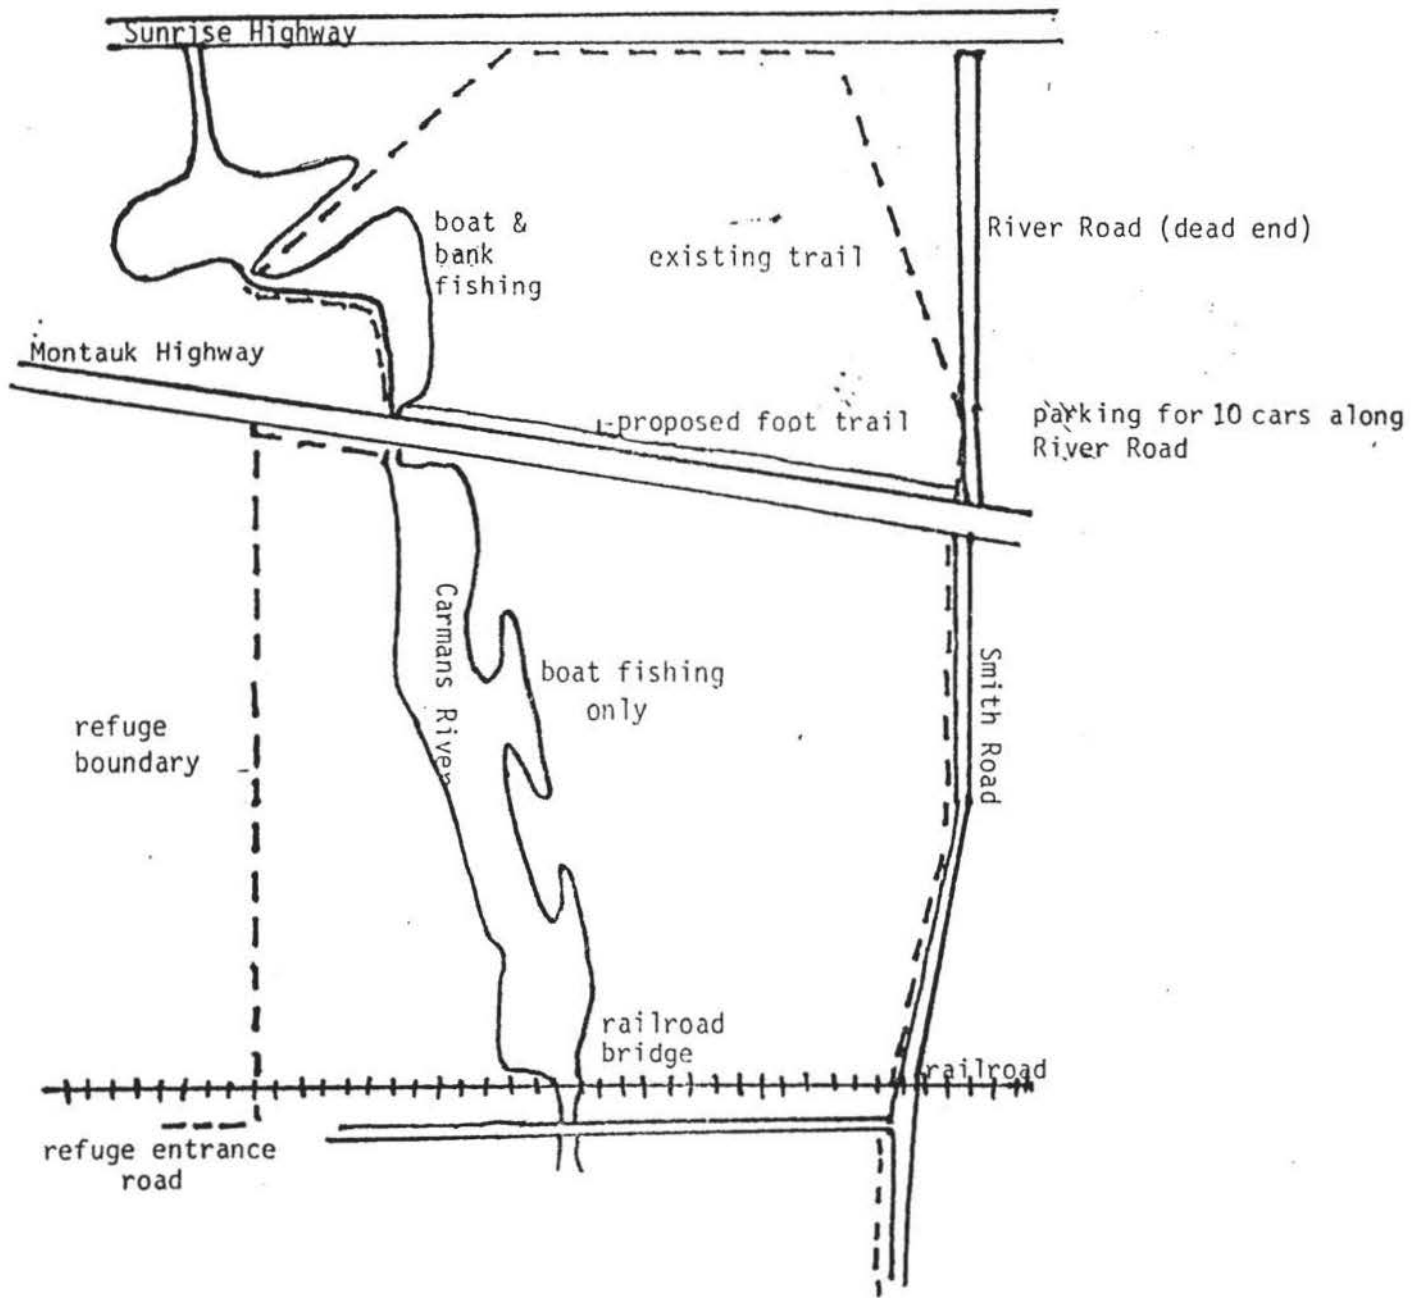 Sunrise Highway
boat &
bank
fishing
existing trail
River Road (dead end)
Montauk Highway
proposed foot trail
parking for 10 cars along
River Road
Carmans River
boat fishing
only
Smith Road
refuge
boundary
railroad
bridge
railroad
refuge entrance
road